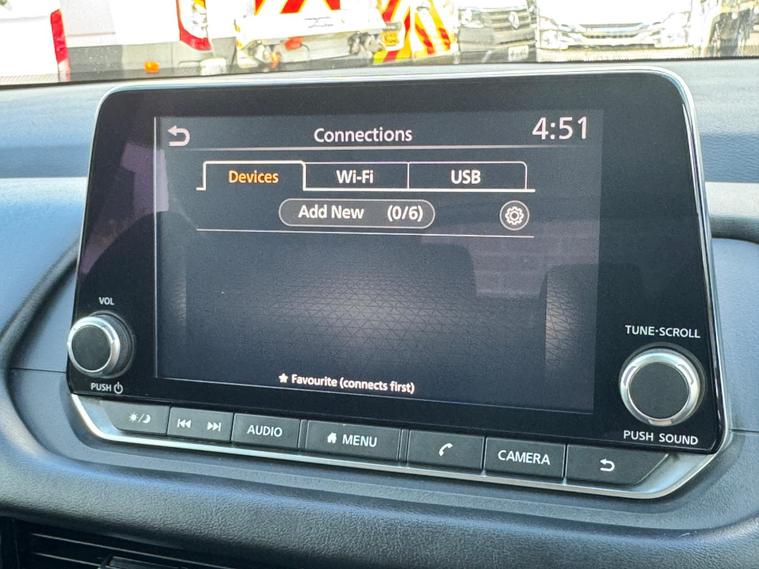 Connections 4:51
Devices Wi-Fi USB
Add New (0/6)
★ Favourite (connects first)
VOL
PUSH
TUNE·SCROLL
PUSH SOUND
AUDIO MENU CAMERA